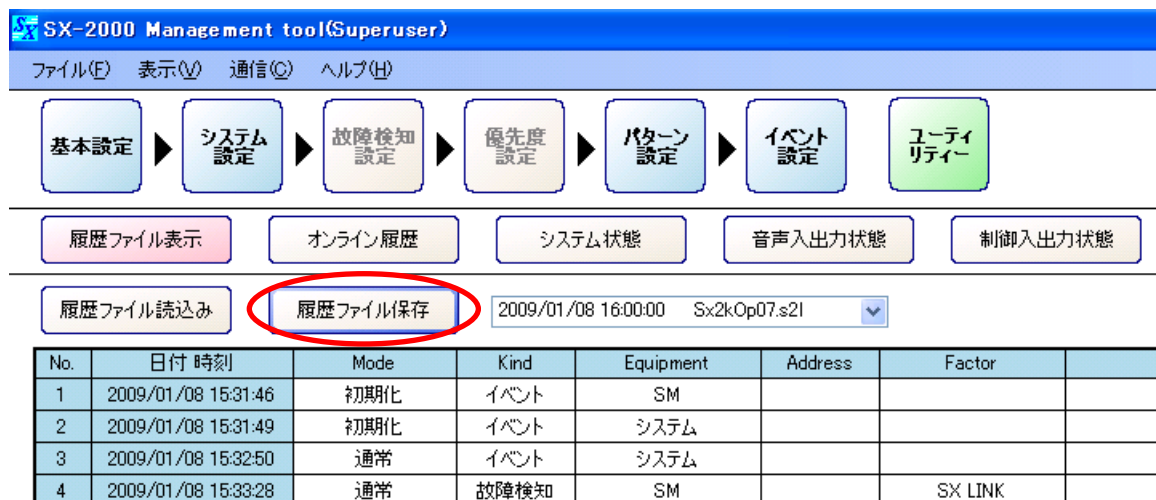 SX SX-2000 Management tool(Superuser)
ファイル(F) 表示(V) 通信(C) ヘルプ(H)
基本設定 システム設定 故障検知設定 優先度設定 パターン設定 イベント設定 ユーティリティー
履歴ファイル表示 オンライン履歴 システム状態 音声入出力状態 制御入出力状態
履歴ファイル読込み 履歴ファイル保存 2009/01/08 16:00:00 Sx2kOp07.s2l
No. 日付 時刻 Mode Kind Equipment Address Factor
1 2009/01/08 15:31:46 初期化 イベント SM
2 2009/01/08 15:31:49 初期化 イベント システム
3 2009/01/08 15:32:50 通常 イベント システム
4 2009/01/08 15:33:28 通常 故障検知 SM SX LINK